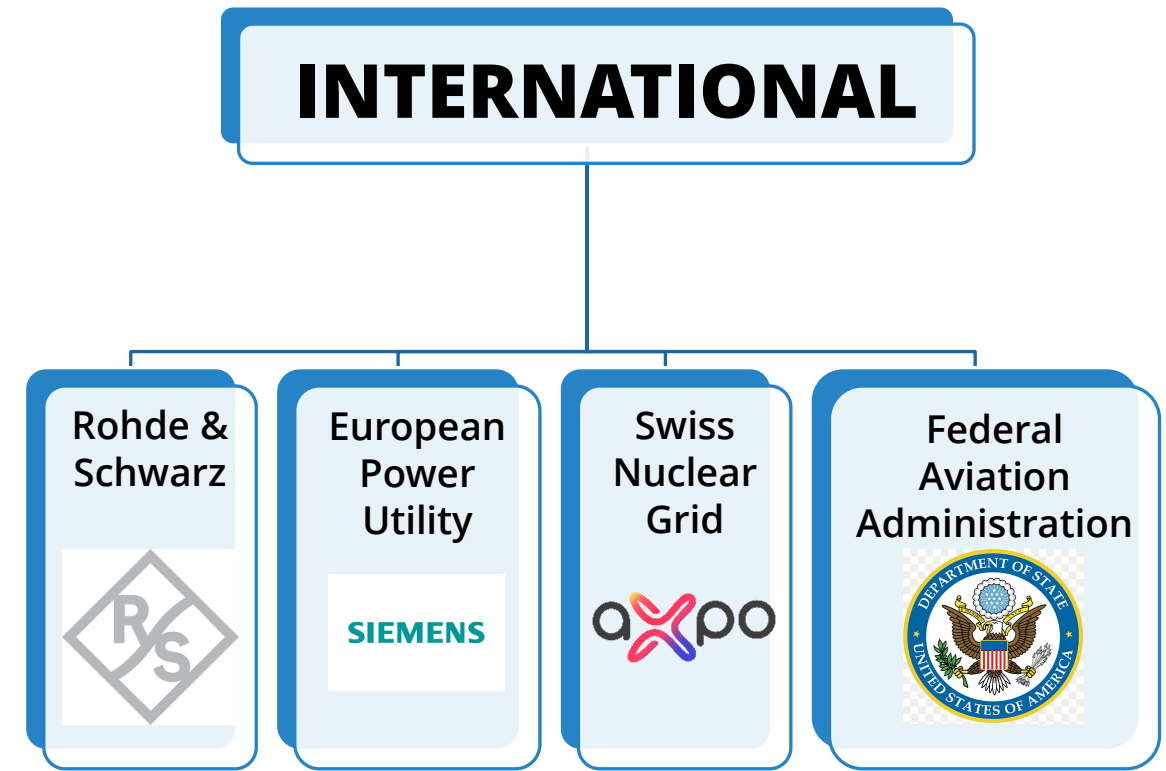 INTERNATIONAL
Rohde &
Schwarz
R
S
European
Power
Utility
SIEMENS
Swiss
Nuclear
Grid
axpo
Federal
Aviation
Administration
DEPARTMENT OF STATE
UNITED STATES OF AMERICA